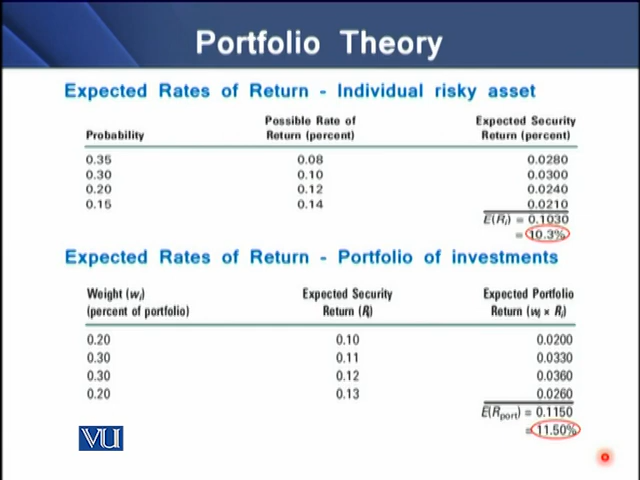 Portfolio Theory
Expected Rates of Return - Individual risky asset
Probability Possible Rate of Return (percent) Expected Security Return (percent)
0.35 0.08 0.0280
0.30 0.10 0.0300
0.20 0.12 0.0240
0.15 0.14 0.0210
E(Ri) = 0.1030
= 10.3%
Expected Rates of Return - Portfolio of investments
Weight (wi) (percent of portfolio) Expected Security Return (Ri) Expected Portfolio Return (wi × Ri)
0.20 0.10 0.0200
0.30 0.11 0.0330
0.30 0.12 0.0360
0.20 0.13 0.0260
E(Rport) = 0.1150
= 11.50%
VU